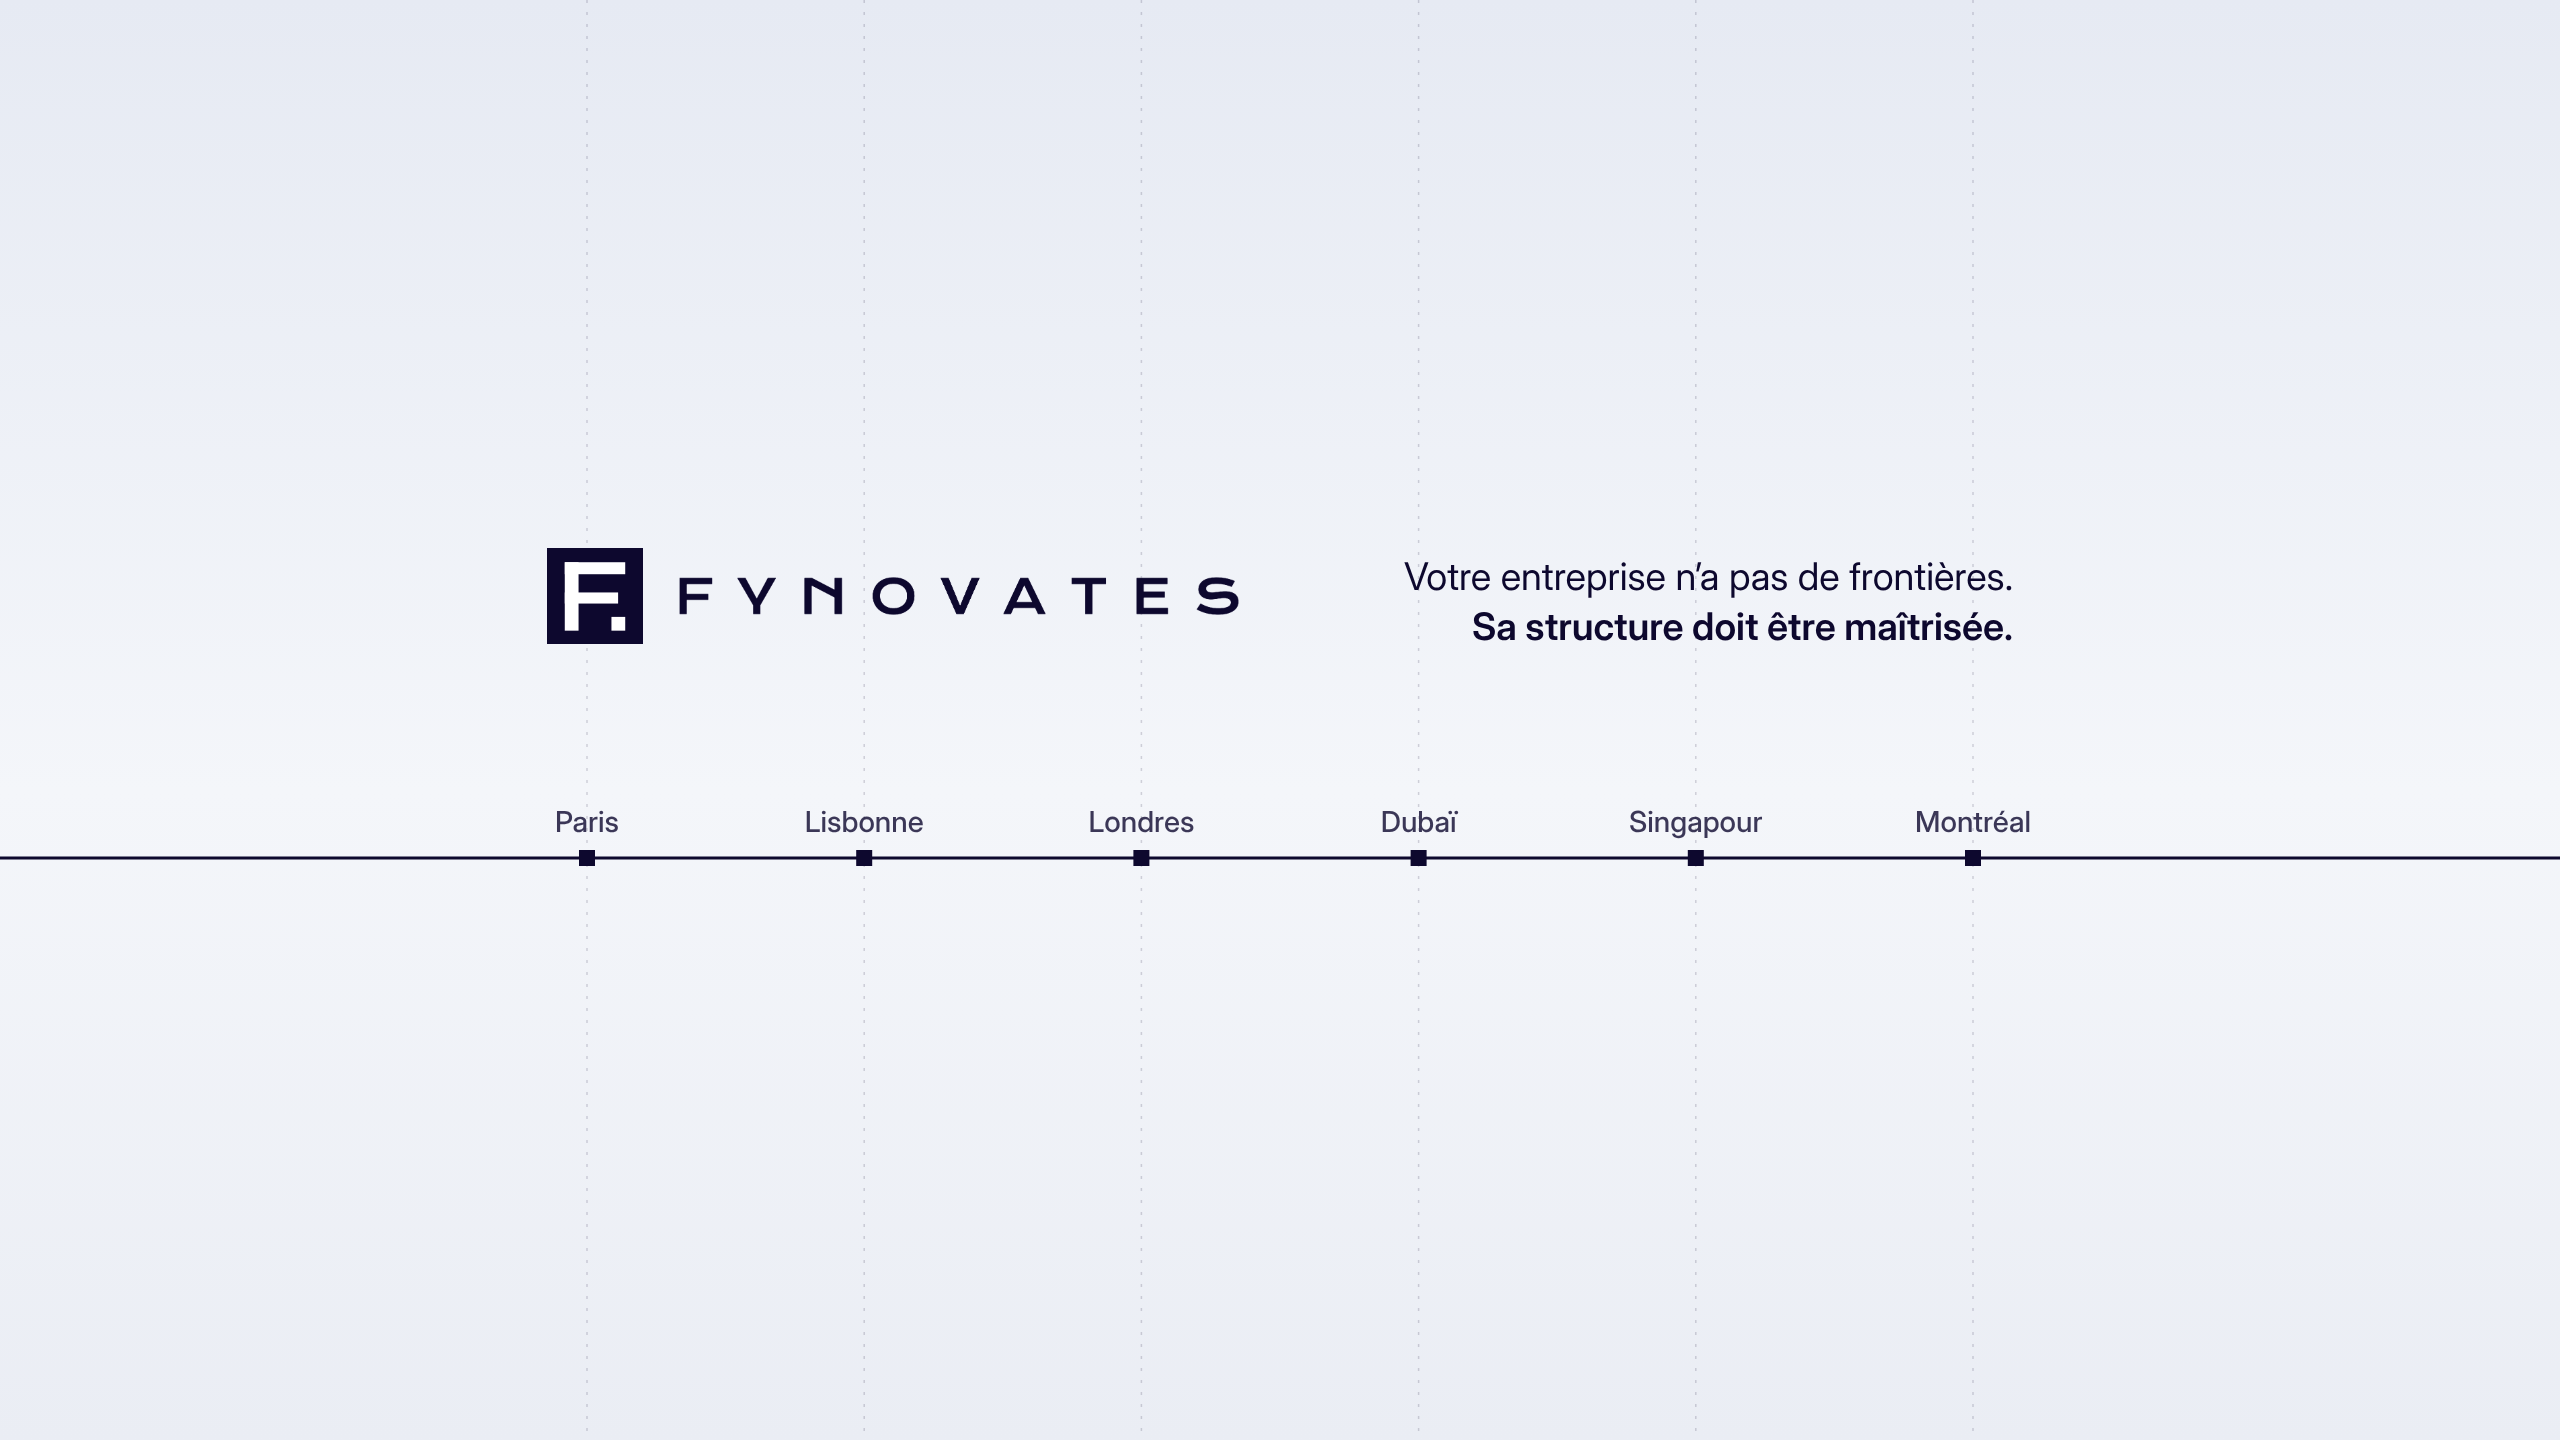 F.
FYNOVATES
Votre entreprise n’a pas de frontières.
Sa structure doit être maîtrisée.
Paris
Lisbonne
Londres
Dubaï
Singapour
Montréal